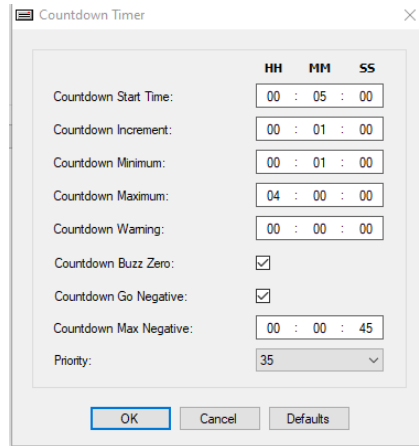 Countdown Timer
HH MM SS
Countdown Start Time: 00 : 05 : 00
Countdown Increment: 00 : 01 : 00
Countdown Minimum: 00 : 01 : 00
Countdown Maximum: 04 : 00 : 00
Countdown Warning: 00 : 00 : 00
Countdown Buzz Zero:
Countdown Go Negative:
Countdown Max Negative: 00 : 00 : 45
Priority: 35
OK Cancel Defaults